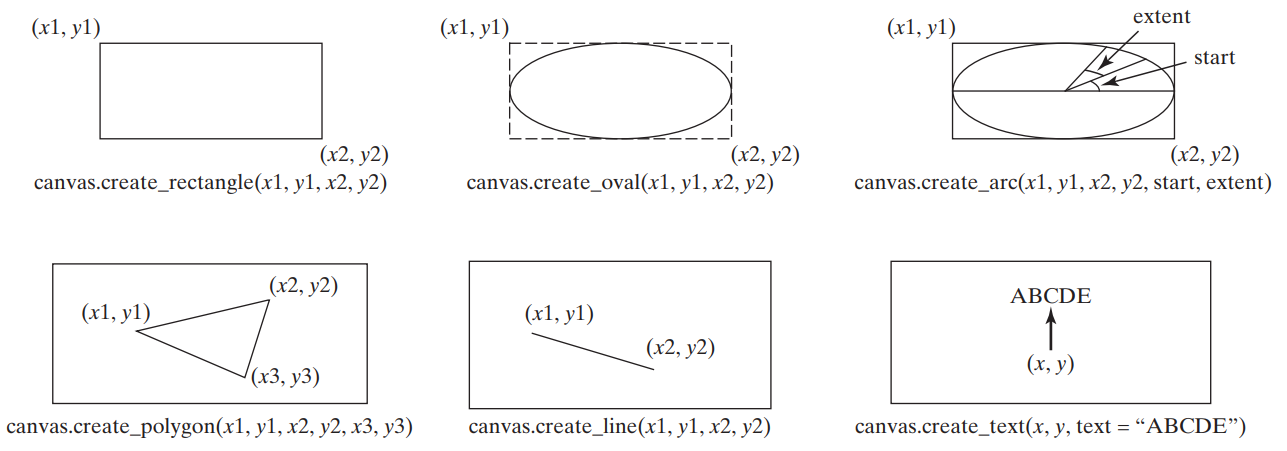 (x1, y1)
(x2, y2)
canvas.create_rectangle(x1, y1, x2, y2)
(x1, y1)
(x2, y2)
canvas.create_oval(x1, y1, x2, y2)
(x1, y1)
extent
start
(x2, y2)
canvas.create_arc(x1, y1, x2, y2, start, extent)
(x2, y2)
(x1, y1)
(x3, y3)
canvas.create_polygon(x1, y1, x2, y2, x3, y3)
(x1, y1)
(x2, y2)
canvas.create_line(x1, y1, x2, y2)
ABCDE
(x, y)
canvas.create_text(x, y, text = “ABCDE”)